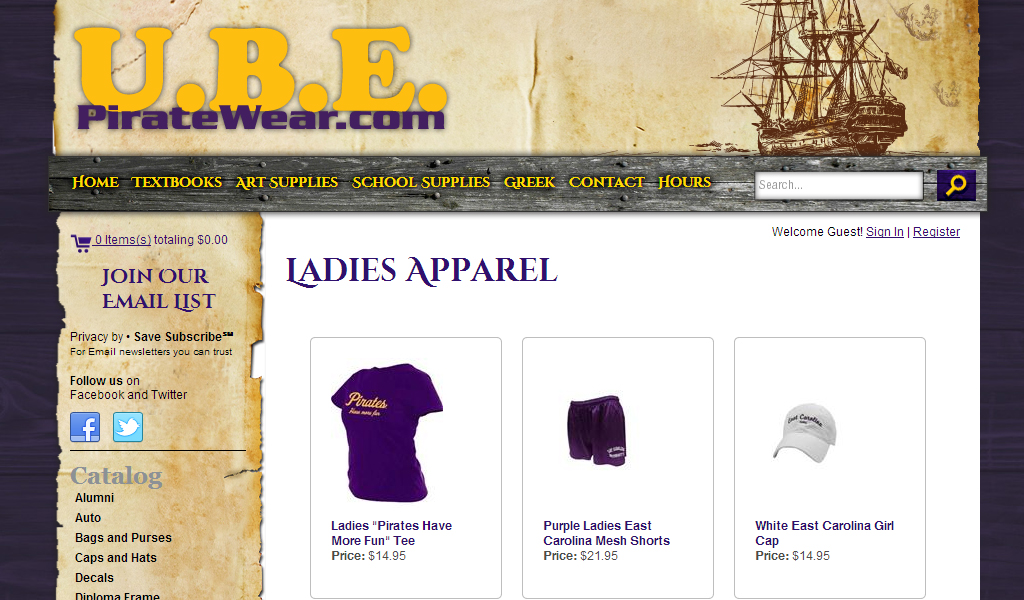 U.B.E.
PirateWear.com
Home Textbooks Art Supplies School Supplies Greek Contact Hours
Search...
0 Items(s) totaling $0.00
Welcome Guest! Sign In | Register
Join Our
Email List
Privacy by • Save Subscribe℠
For Email newsletters you can trust
Follow us on
Facebook and Twitter
Catalog
Alumni
Auto
Bags and Purses
Caps and Hats
Decals
Diploma Frame
Ladies Apparel
Pirates
Have more fun
Ladies "Pirates Have
More Fun" Tee
Price: $14.95
East Carolina
University
Purple Ladies East
Carolina Mesh Shorts
Price: $21.95
East Carolina
White East Carolina Girl
Cap
Price: $14.95